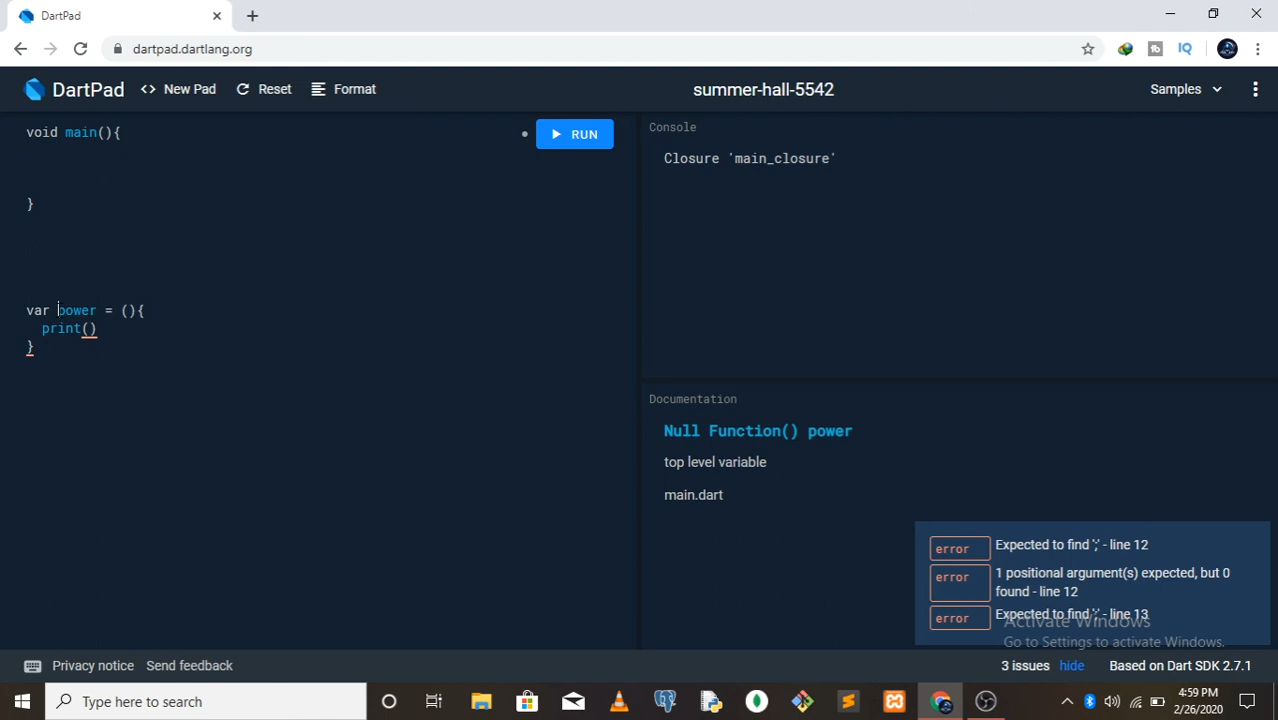 DartPad
dartpad.dartlang.org
DartPad
<> New Pad
Reset
Format
summer-hall-5542
Samples
void main(){
RUN
}
var power = (){
print()
}
Console
Closure 'main_closure'
Documentation
Null Function() power
top level variable
main.dart
error Expected to find ';' - line 12
error 1 positional argument(s) expected, but 0
found - line 12
error Expected to find ';' - line 13
Activate Windows
Go to Settings to activate Windows.
Privacy notice Send feedback
3 issues hide Based on Dart SDK 2.7.1
Type here to search
4:59 PM
2/26/2020